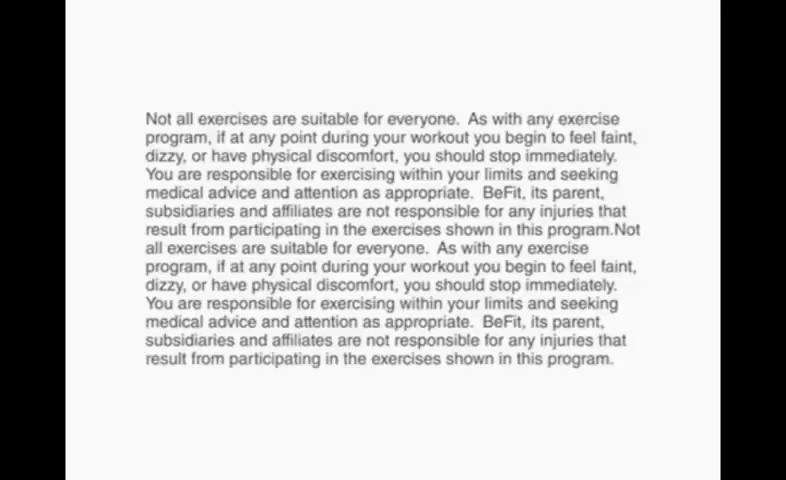 Not all exercises are suitable for everyone.  As with any exercise
program, if at any point during your workout you begin to feel faint,
dizzy, or have physical discomfort, you should stop immediately.
You are responsible for exercising within your limits and seeking
medical advice and attention as appropriate.  BeFit, its parent,
subsidiaries and affiliates are not responsible for any injuries that
result from participating in the exercises shown in this program.Not
all exercises are suitable for everyone.  As with any exercise
program, if at any point during your workout you begin to feel faint,
dizzy, or have physical discomfort, you should stop immediately.
You are responsible for exercising within your limits and seeking
medical advice and attention as appropriate.  BeFit, its parent,
subsidiaries and affiliates are not responsible for any injuries that
result from participating in the exercises shown in this program.